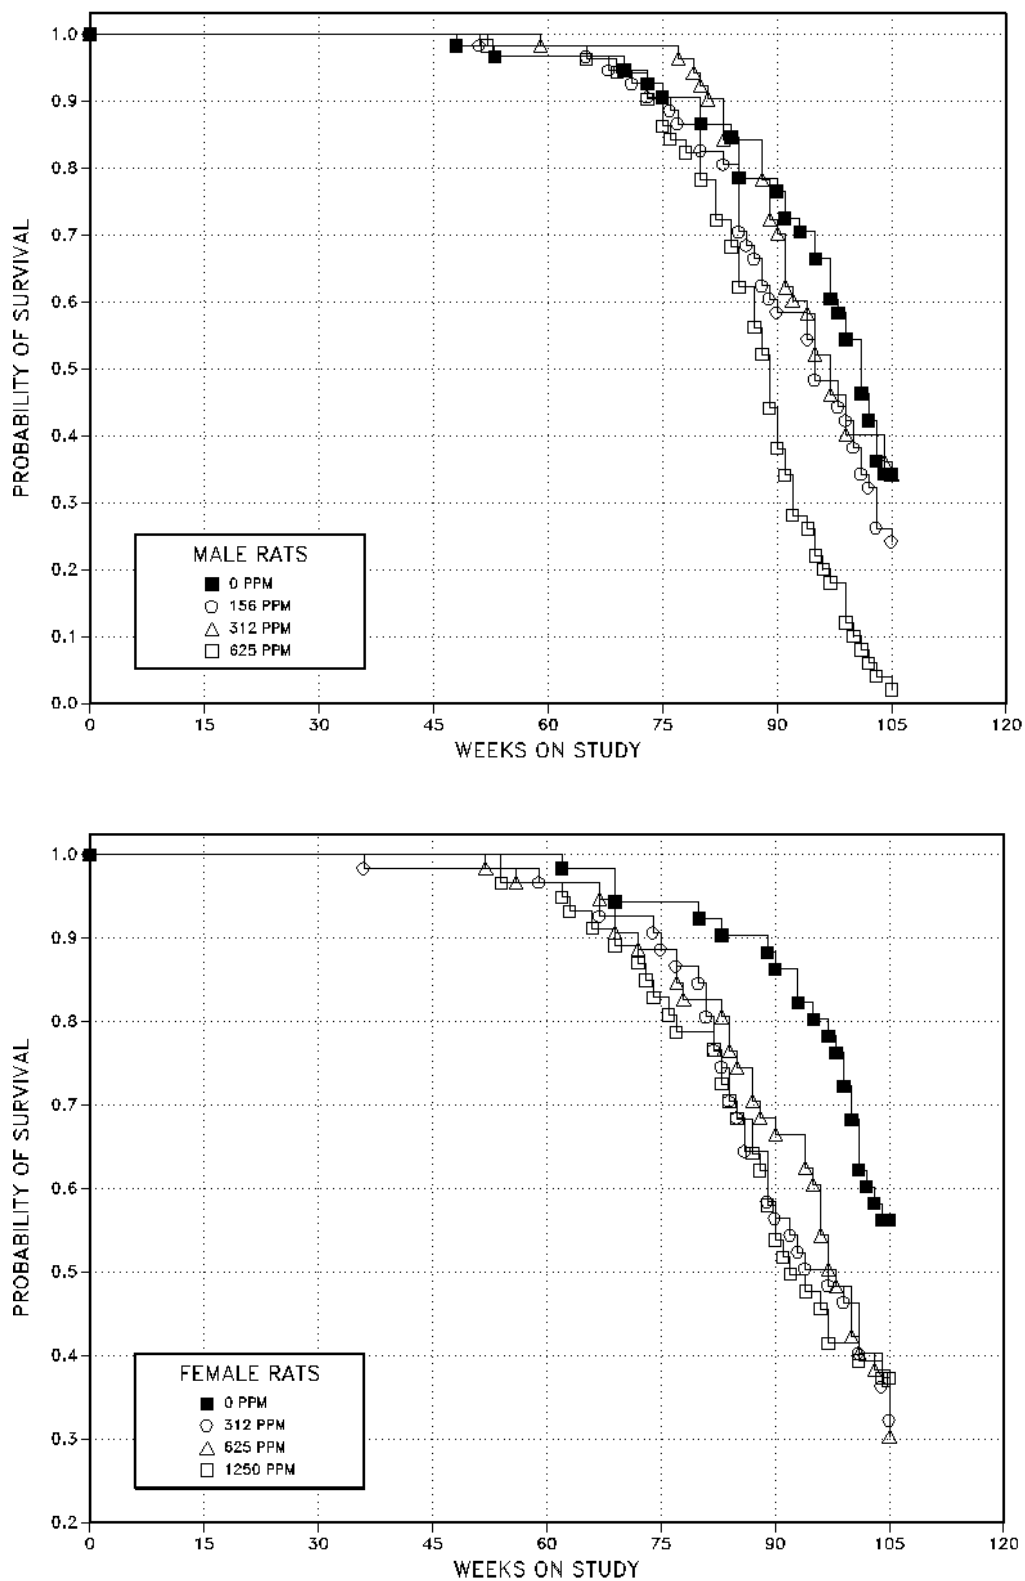 1.0
0.9
0.8
0.7
0.6
0.5
0.4
0.3
0.2
0.1
0.0
PROBABILITY OF SURVIVAL
MALE RATS
0 PPM
156 PPM
312 PPM
625 PPM
0 15 30 45 60 75 90 105 120
WEEKS ON STUDY
1.0
0.9
0.8
0.7
0.6
0.5
0.4
0.3
0.2
PROBABILITY OF SURVIVAL
FEMALE RATS
0 PPM
312 PPM
625 PPM
1250 PPM
0 15 30 45 60 75 90 105 120
WEEKS ON STUDY